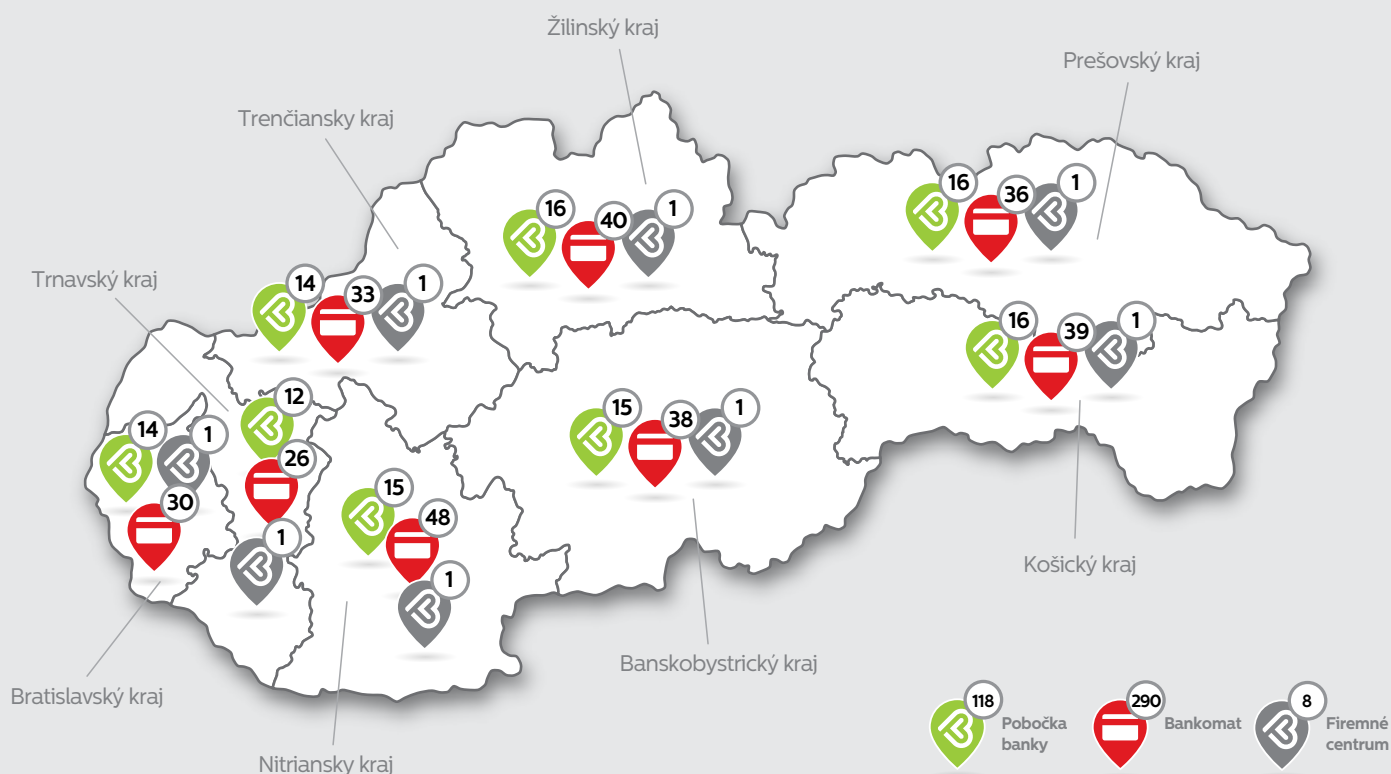 Žilinský kraj
Prešovský kraj
Trenčiansky kraj
16
1
36
16
1
40
Trnavský kraj
14
33
1
16
39
1
12
14
1
15
38
1
26
30
15
48
1
1
Košický kraj
Banskobystrický kraj
Bratislavský kraj
Nitriansky kraj
118
Pobočka
banky
290
Bankomat
8
Firemné
centrum